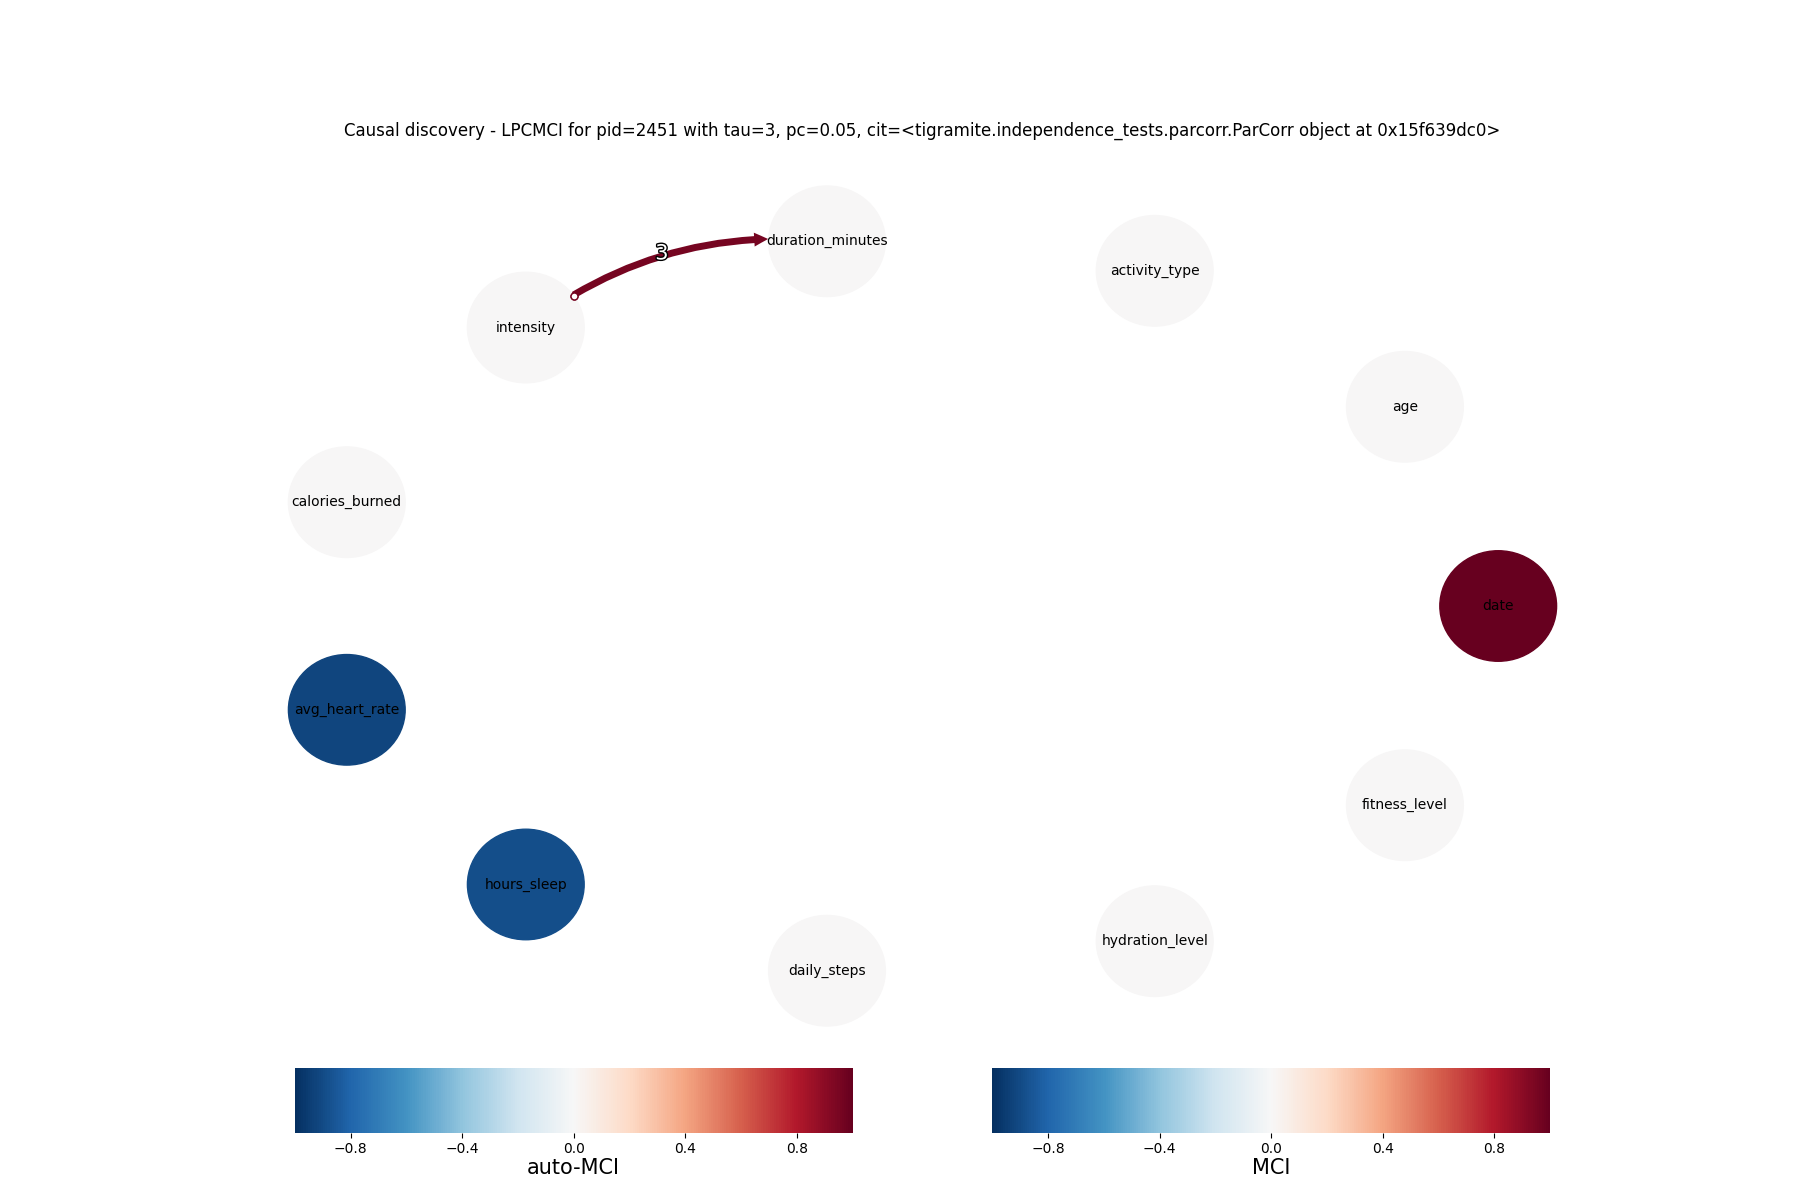 Causal discovery - LPCMCI for pid=2451 with tau=3, pc=0.05, cit=<tigramite.independence_tests.parcorr.ParCorr object at 0x15f639dc0>
duration_minutes
3
activity_type
intensity
age
calories_burned
date
avg_heart_rate
fitness_level
hours_sleep
hydration_level
daily_steps
−0.8 −0.4 0.0 0.4 0.8
auto-MCI
−0.8 −0.4 0.0 0.4 0.8
MCI